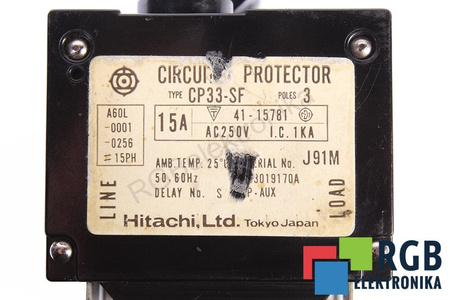 CIRCUIT PROTECTOR
TYPE CP33-SF POLES 3
A60L
-0001
-0256
#15PH
15A
41-15781
AC250V I.C. 1KA
AMB.TEMP. 25° No. J91M
50,60Hz 3019170A
DELAY No. S P-AUX
LINE
LOAD
Hitachi, Ltd. Tokyo Japan
RGB
ELEKTRONIKA